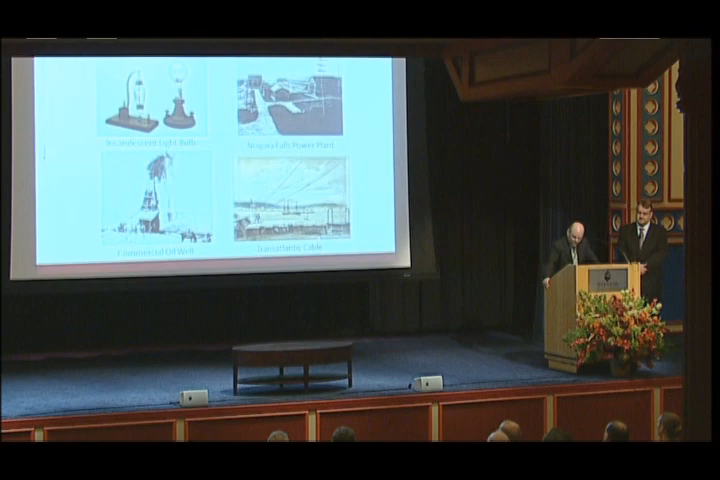 Incandescent Light Bulb
Niagara Falls Power Plant
Commercial Oil Well
Transatlantic Cable